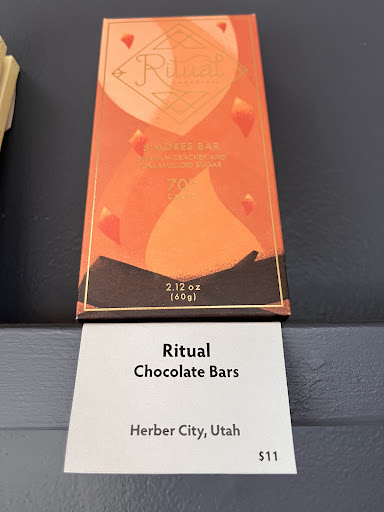 Ritual
S'MORES BAR
GRAHAM CRACKER AND
CARAMELIZED SUGAR
70%
2.12 oz
(60g)
Ritual
Chocolate Bars
Herber City, Utah
$11